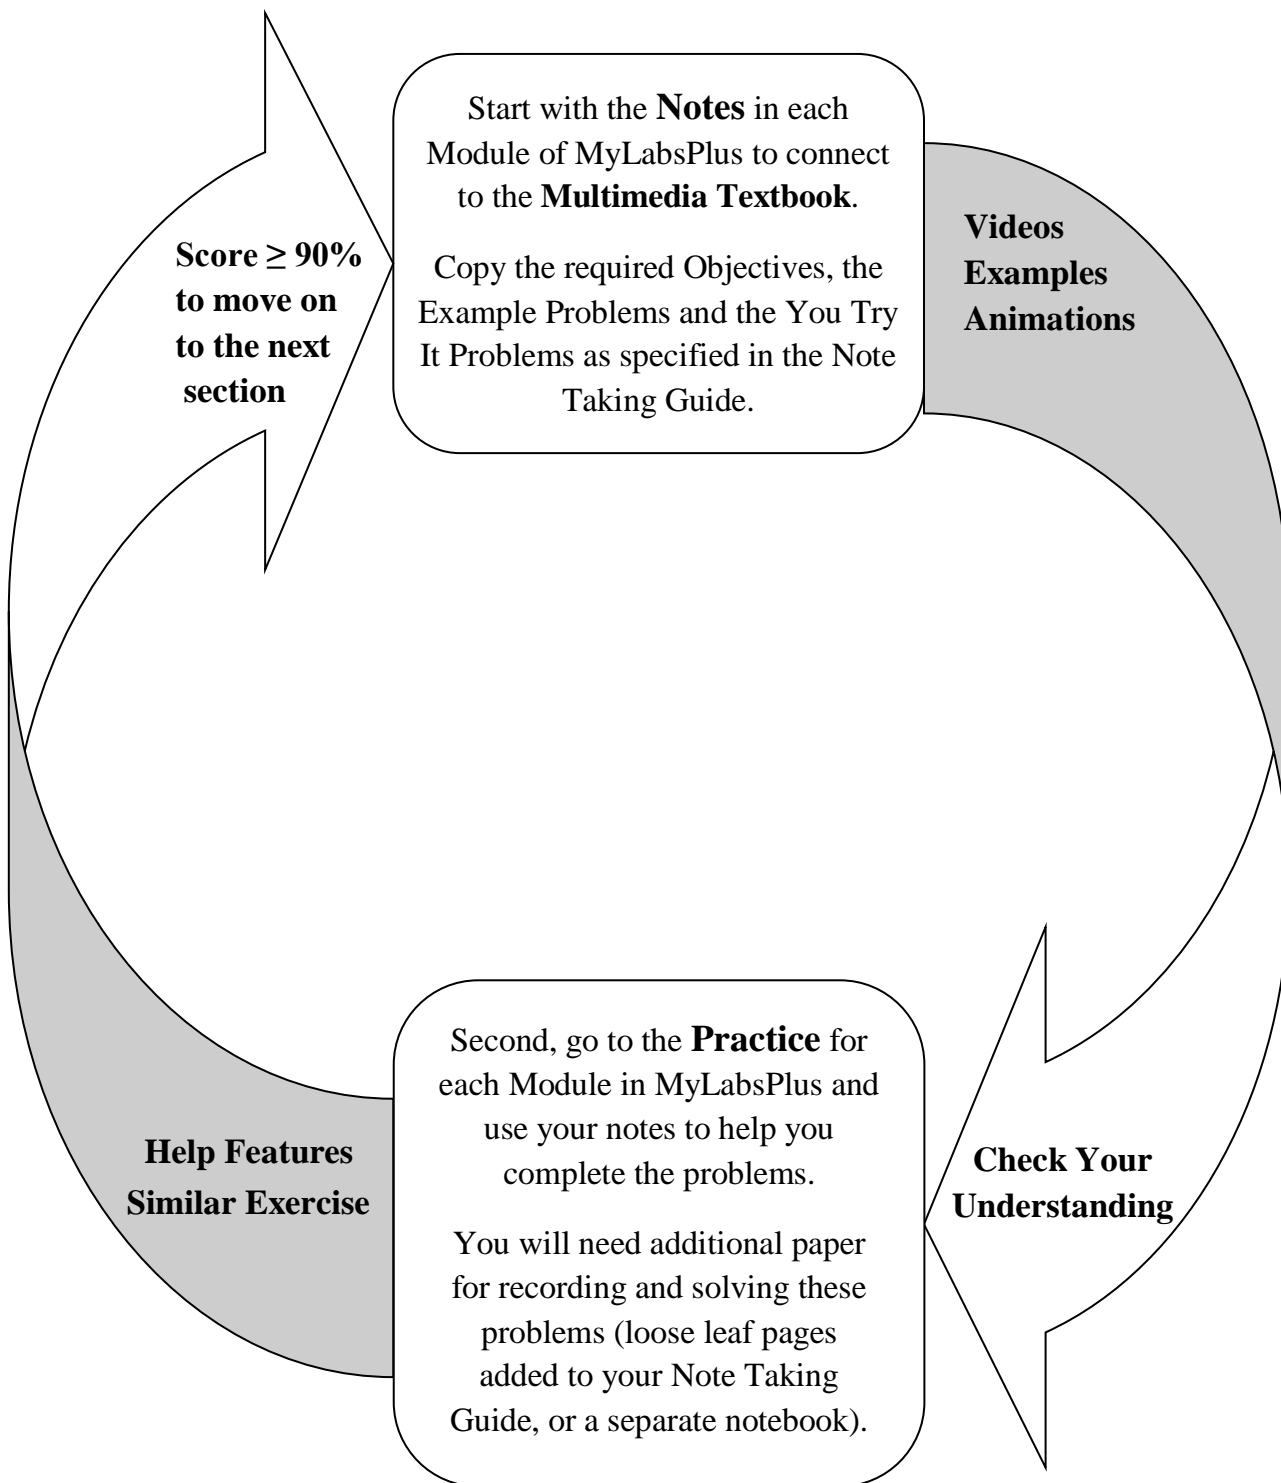 Start with the Notes in each
Module of MyLabsPlus to connect
to the Multimedia Textbook.
Copy the required Objectives, the
Example Problems and the You Try
It Problems as specified in the Note
Taking Guide.
Videos
Examples
Animations
Check Your
Understanding
Second, go to the Practice for
each Module in MyLabsPlus and
use your notes to help you
complete the problems.
You will need additional paper
for recording and solving these
problems (loose leaf pages
added to your Note Taking
Guide, or a separate notebook).
Help Features
Similar Exercise
Score ≥ 90%
to move on
to the next
section